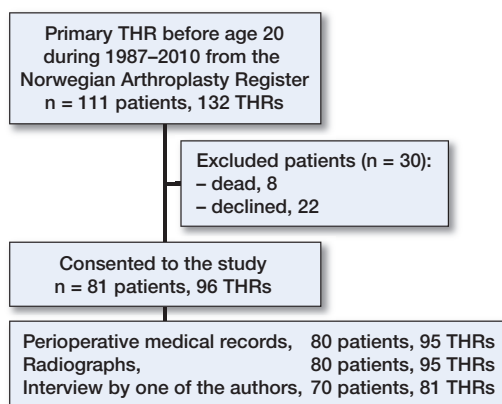 Primary THR before age 20
during 1987–2010 from the
Norwegian Arthroplasty Register
n = 111 patients, 132 THRs
Excluded patients (n = 30):
– dead, 8
– declined, 22
Consented to the study
n = 81 patients, 96 THRs
Perioperative medical records, 80 patients, 95 THRs
Radiographs, 80 patients, 95 THRs
Interview by one of the authors, 70 patients, 81 THRs